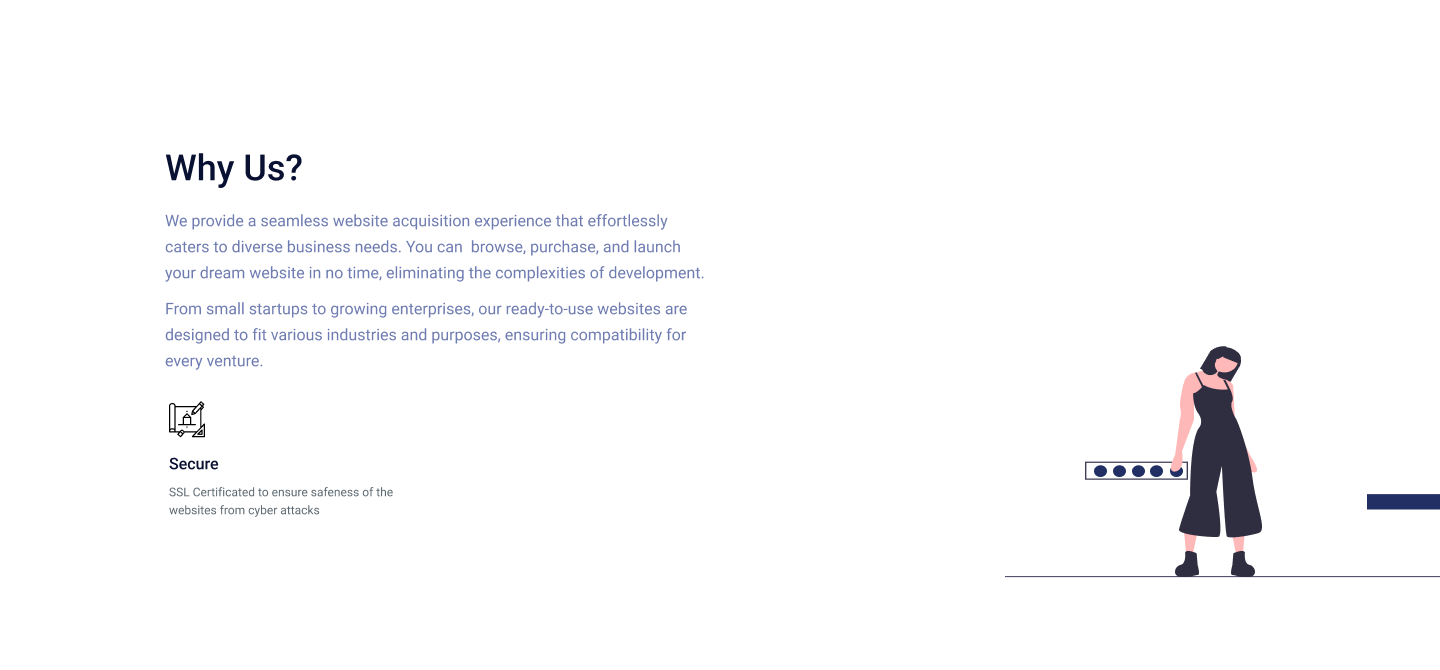 Why Us?
We provide a seamless website acquisition experience that effortlessly
caters to diverse business needs. You can  browse, purchase, and launch
your dream website in no time, eliminating the complexities of development.
From small startups to growing enterprises, our ready-to-use websites are
designed to fit various industries and purposes, ensuring compatibility for
every venture.
Secure
SSL Certificated to ensure safeness of the
websites from cyber attacks